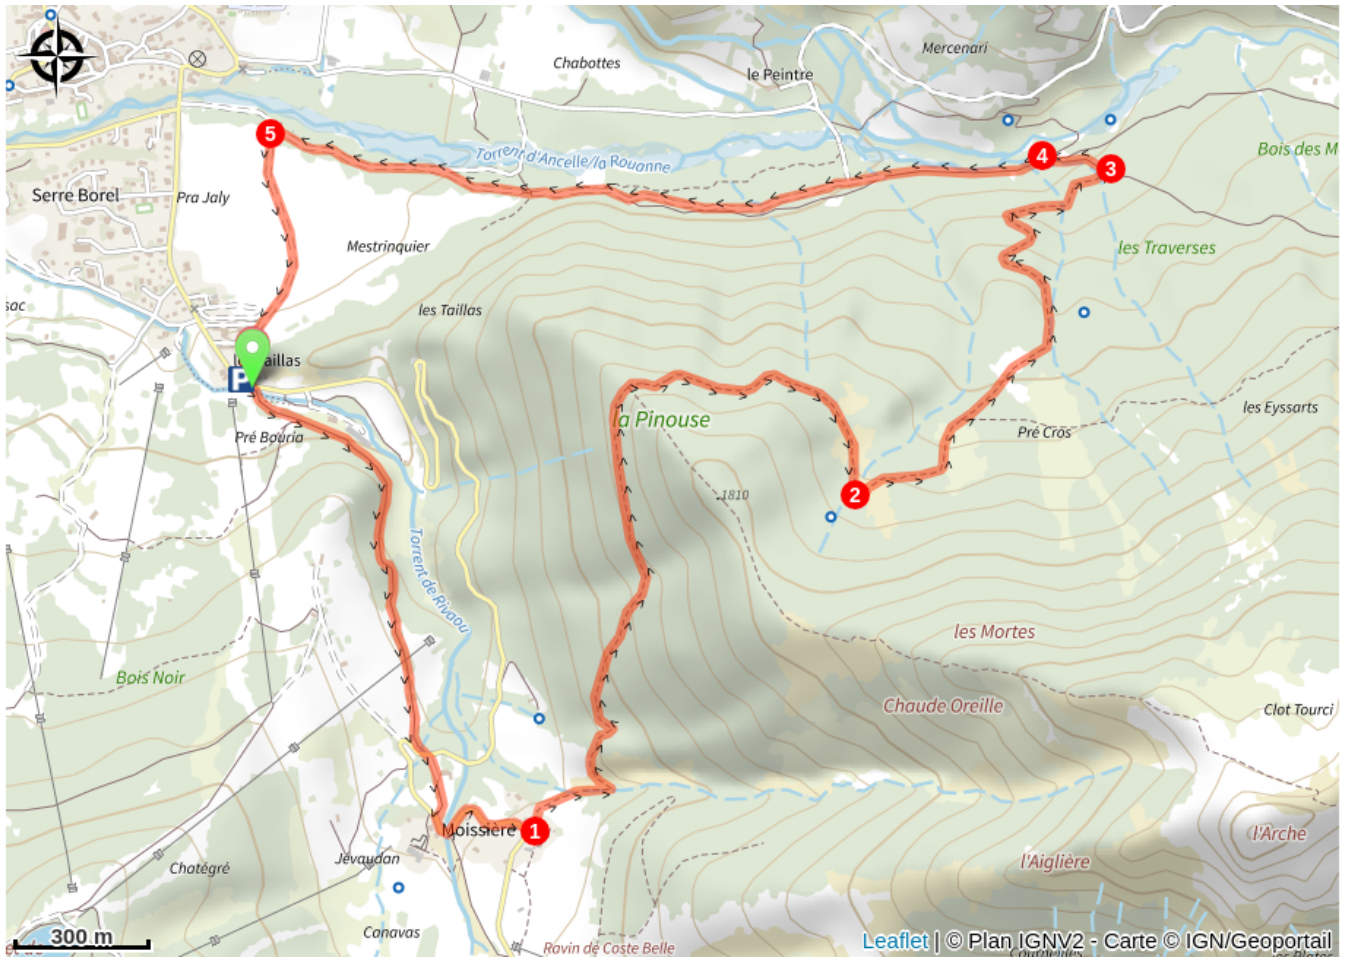 Mercenari
Chabottes
le Peintre
5
Torrent d'Ancelle/la Rouanne
4
3
Bois des M
Serre Borel
Pra Jaly
Mestrinquier
les Traverses
sac
les Taillas
P
la Pinouse
les Eyssarts
Pré Bouria
Pré Cros
1810
2
Torrent de Rivaou
les Mortes
Bois Noir
Chaude Oreille
Clot Tourci
Moissière
1
l'Arche
Jévaudan
l'Aiglière
Chatégré
Canavas
300 m
Ravin de Coste Belle
Leaflet | © Plan IGNV2 - Carte © IGN/Geoportail